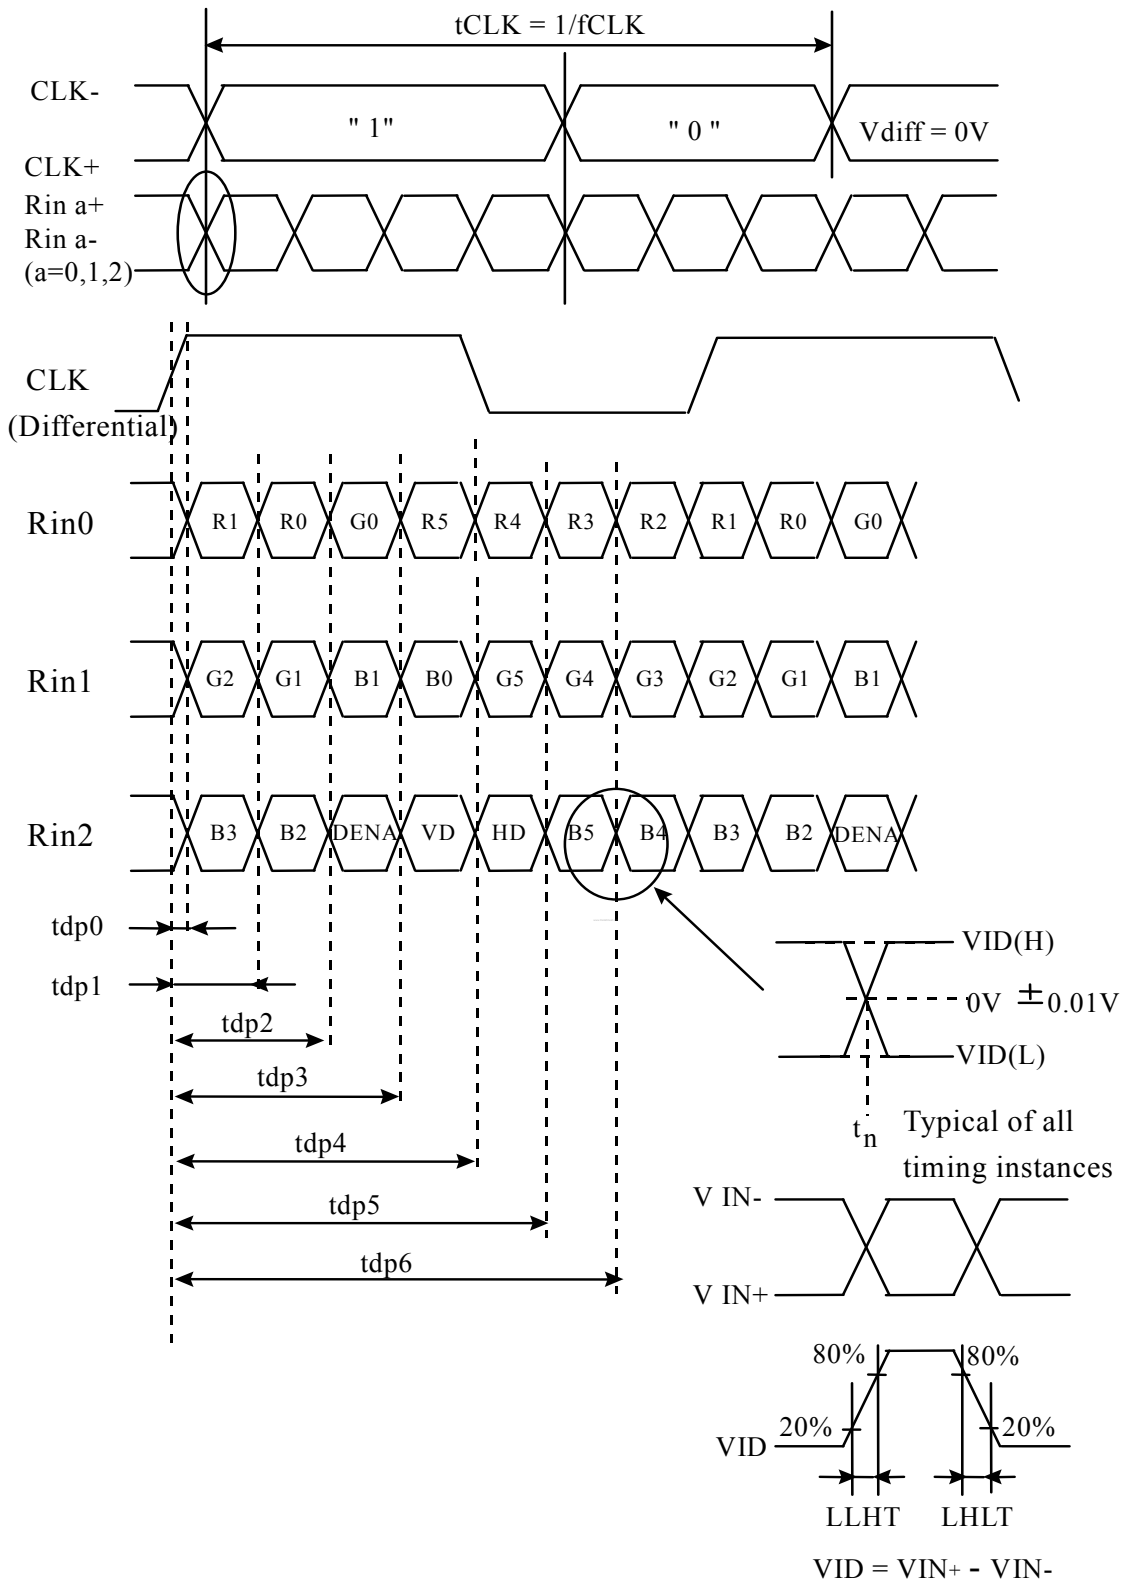 tCLK = 1/fCLK
CLK-
" 1"
" 0 "
Vdiff = 0V
CLK+
Rin a+
Rin a-
(a=0,1,2)
CLK
(Differential)
Rin0
R1 R0 G0 R5 R4 R3 R2 R1 R0 G0
Rin1
G2 G1 B1 B0 G5 G4 G3 G2 G1 B1
Rin2
B3 B2 DENA VD HD B5 B4 B3 B2 DENA
tdp0
tdp1
tdp2
tdp3
tdp4
tdp5
tdp6
VID(H)
0V ±0.01V
VID(L)
tn
Typical of all
timing instances
V IN-
V IN+
80% 80%
20% 20%
VID
LLHT LHLT
VID = VIN+ - VIN-